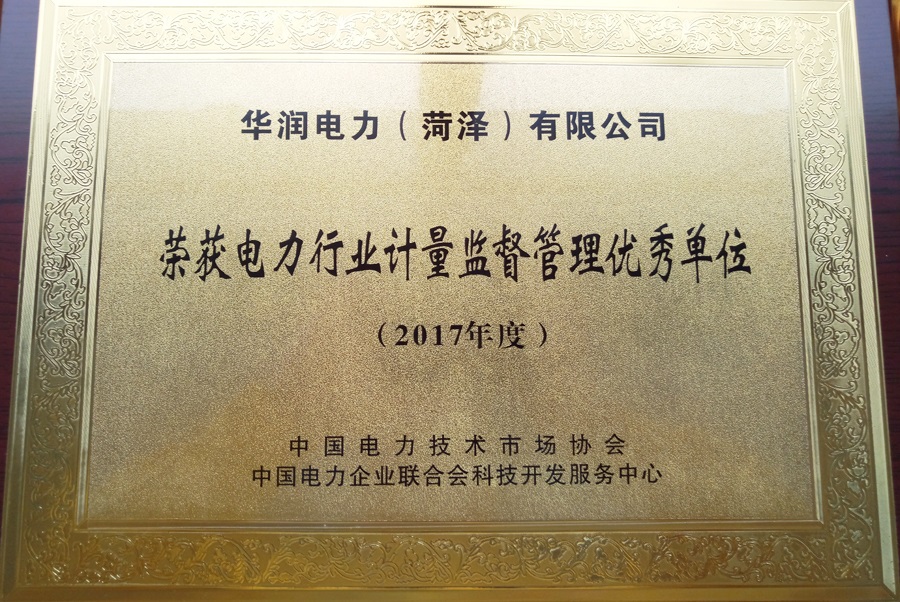 华润电力（菏泽）有限公司
荣获电力行业计量监督管理优秀单位
（2017年度）
中国电力技术市场协会
中国电力企业联合会科技开发服务中心